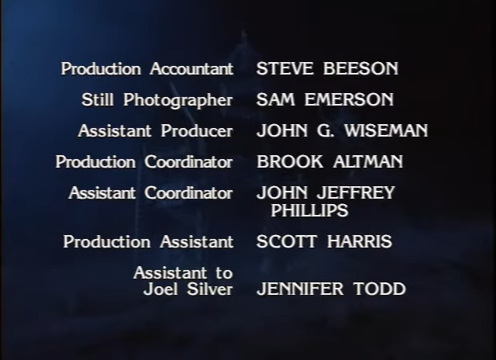 Production Accountant STEVE BEESON
Still Photographer SAM EMERSON
Assistant Producer JOHN G. WISEMAN
Production Coordinator BROOK ALTMAN
Assistant Coordinator JOHN JEFFREY
PHILLIPS
Production Assistant SCOTT HARRIS
Assistant to
Joel Silver JENNIFER TODD